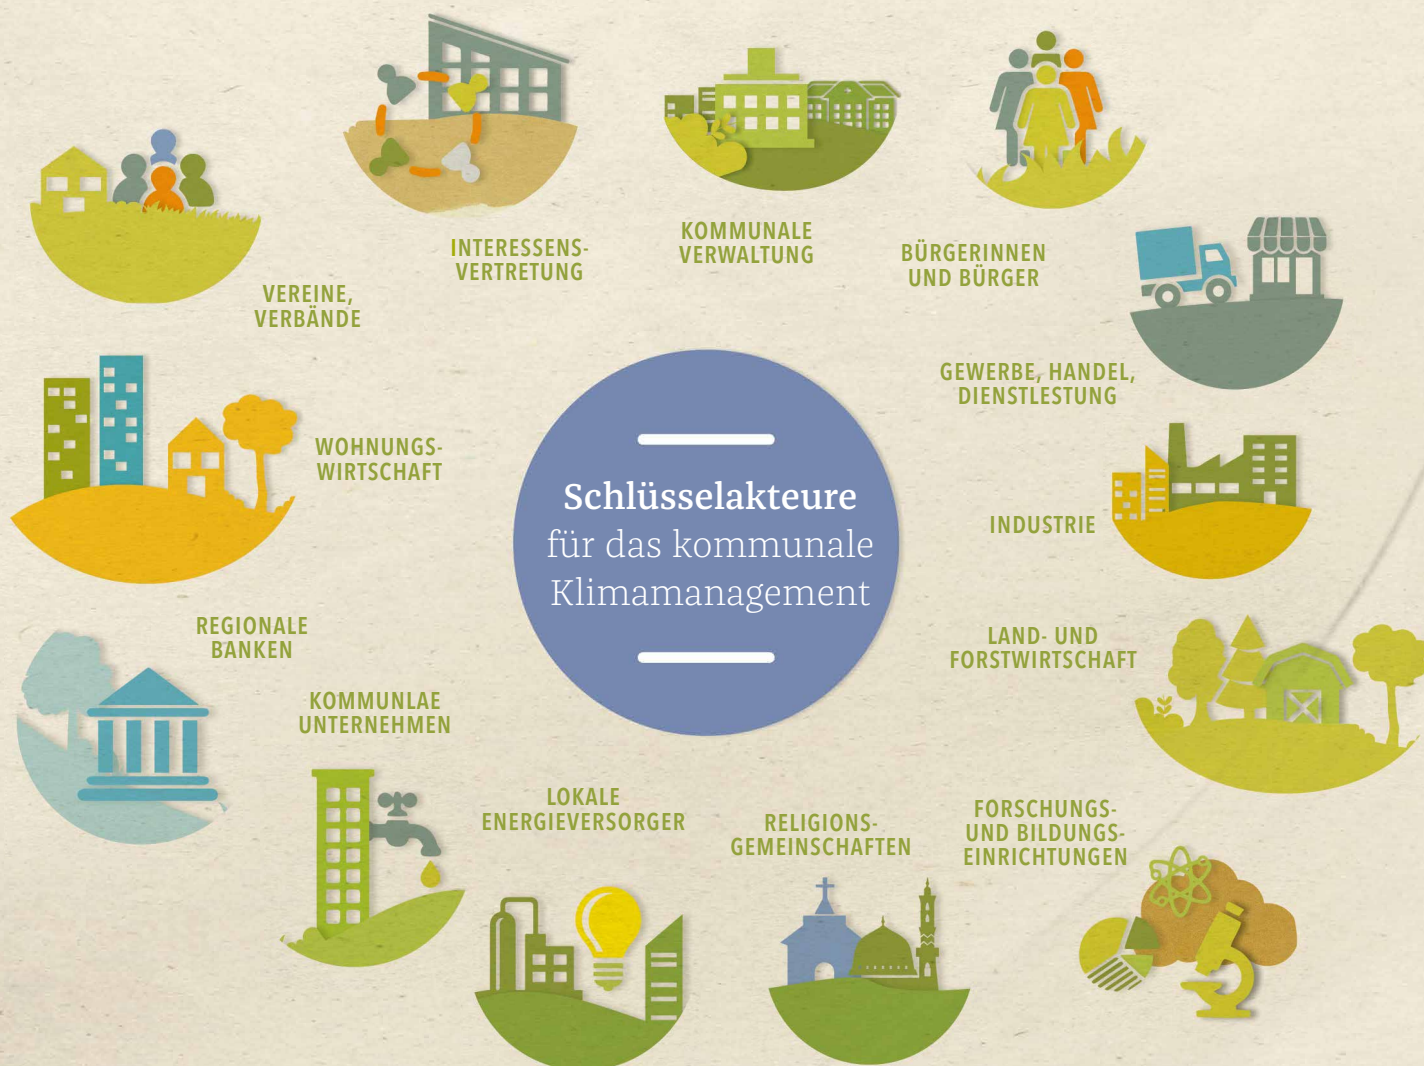 INTERESSENS-
VERTRETUNG
KOMMUNALE
VERWALTUNG
BÜRGERINNEN
UND BÜRGER
VEREINE,
VERBÄNDE
GEWERBE, HANDEL,
DIENSTLESTUNG
WOHNUNGS-
WIRTSCHAFT
Schlüsselakteure
für das kommunale
Klimamanagement
INDUSTRIE
REGIONALE
BANKEN
LAND- UND
FORSTWIRTSCHAFT
KOMMUNLAE
UNTERNEHMEN
LOKALE
ENERGIEVERSORGER
RELIGIONS-
GEMEINSCHAFTEN
FORSCHUNGS-
UND BILDUNGS-
EINRICHTUNGEN